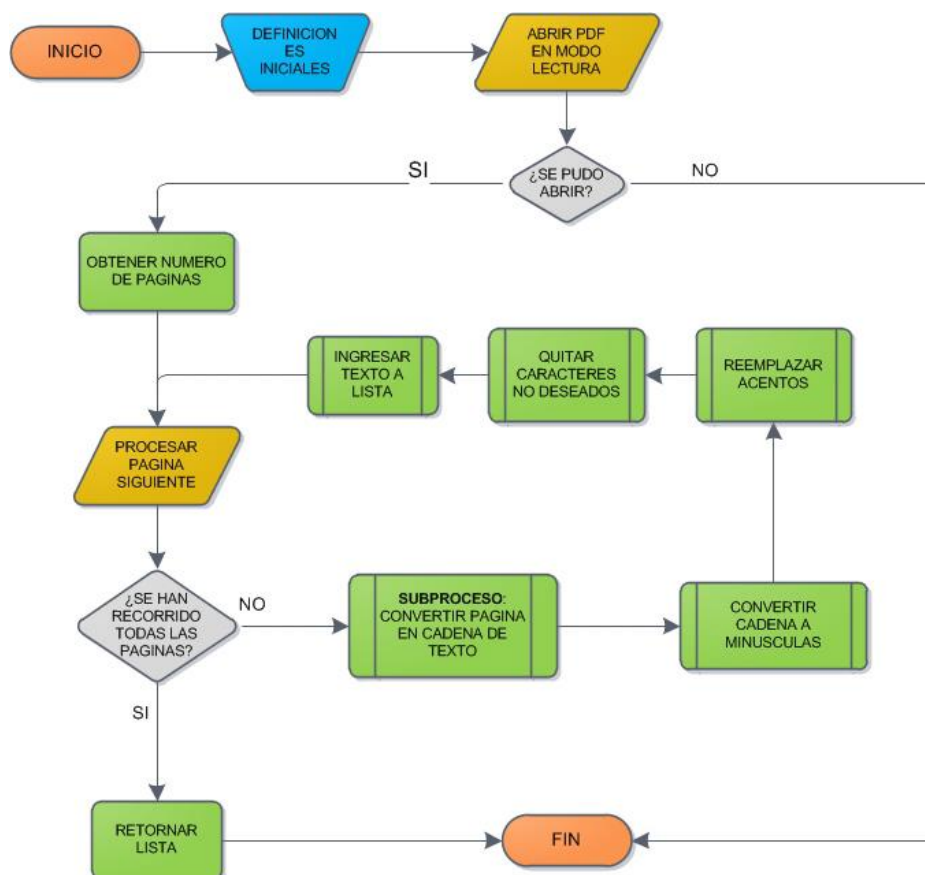 INICIO
DEFINICION
ES
INICIALES
ABRIR PDF
EN MODO
LECTURA
SI
¿SE PUDO
ABRIR?
NO
OBTENER NUMERO
DE PAGINAS
INGRESAR
TEXTO A
LISTA
QUITAR
CARACTERES
NO DESEADOS
REEMPLAZAR
ACENTOS
PROCESAR
PAGINA
SIGUIENTE
¿SE HAN
RECORRIDO
TODAS LAS
PAGINAS?
NO
SUBPROCESO:
CONVERTIR PAGINA
EN CADENA DE
TEXTO
CONVERTIR
CADENA A
MINUSCULAS
SI
RETORNAR
LISTA
FIN